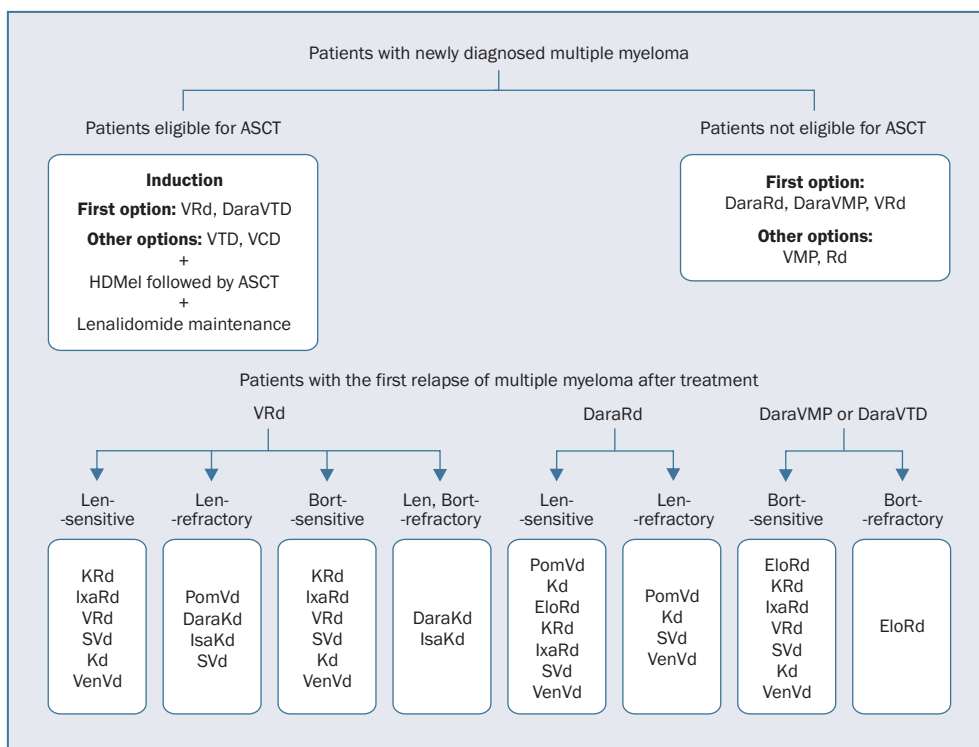 Patients with newly diagnosed multiple myeloma
Patients eligible for ASCT
Induction
First option: VRd, DaraVTD
Other options: VTD, VCD
+
HDMel followed by ASCT
+
Lenalidomide maintenance
Patients not eligible for ASCT
First option:
DaraRd, DaraVMP, VRd
Other options:
VMP, Rd
Patients with the first relapse of multiple myeloma after treatment
VRd
Len-
-sensitive
KRd
IxaRd
VRd
SVd
Kd
VenVd
Len-
-refractory
PomVd
DaraKd
IsaKd
SVd
Bort-
-sensitive
KRd
IxaRd
VRd
SVd
Kd
VenVd
Len, Bort-
-refractory
DaraKd
IsaKd
DaraRd
Len-
-sensitive
PomVd
Kd
EloRd
KRd
IxaRd
SVd
VenVd
Len-
-refractory
PomVd
Kd
SVd
VenVd
DaraVMP or DaraVTD
Bort-
-sensitive
EloRd
KRd
IxaRd
VRd
SVd
Kd
VenVd
Bort-
-refractory
EloRd